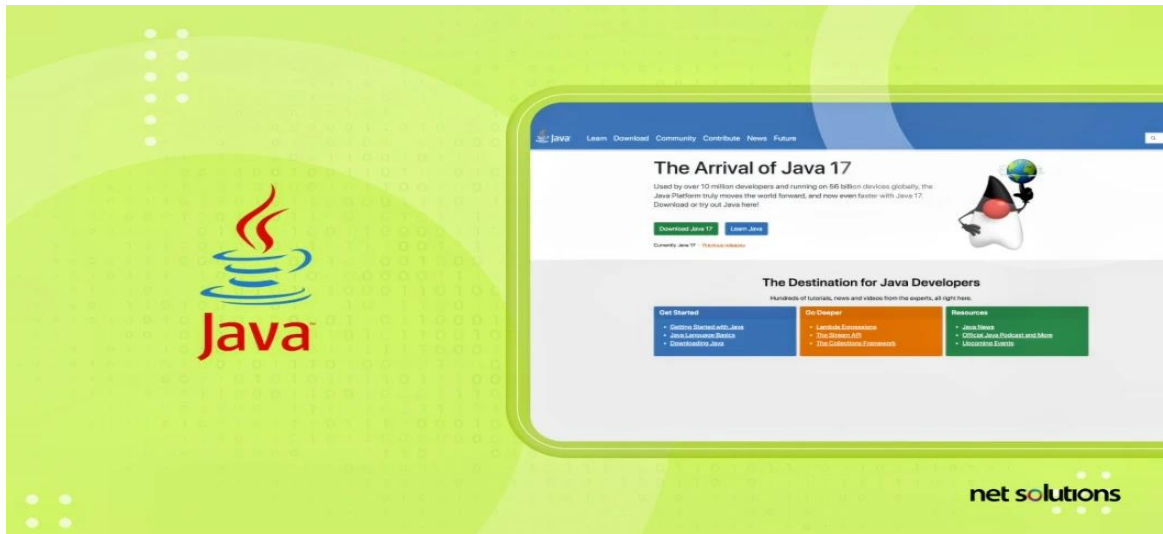 Java
Java
Learn Download Community Contribute News Future
The Arrival of Java 17
Used by over 10 million developers and running on 56 billion devices globally, the
Java Platform truly moves the world forward, and now even faster with Java 17.
Download or try out Java here!
Download Java 17 Learn Java
Currently Java 17 - Previous releases
The Destination for Java Developers
Hundreds of tutorials, news and videos from the experts, all right here.
Get Started
• Getting Started with Java
• Java Language Basics
• Downloading Java
Go Deeper
• Lambda Expressions
• The Stream API
• The Collections Framework
Resources
• Java News
• Official Java Podcast and More
• Upcoming Events
net solutions